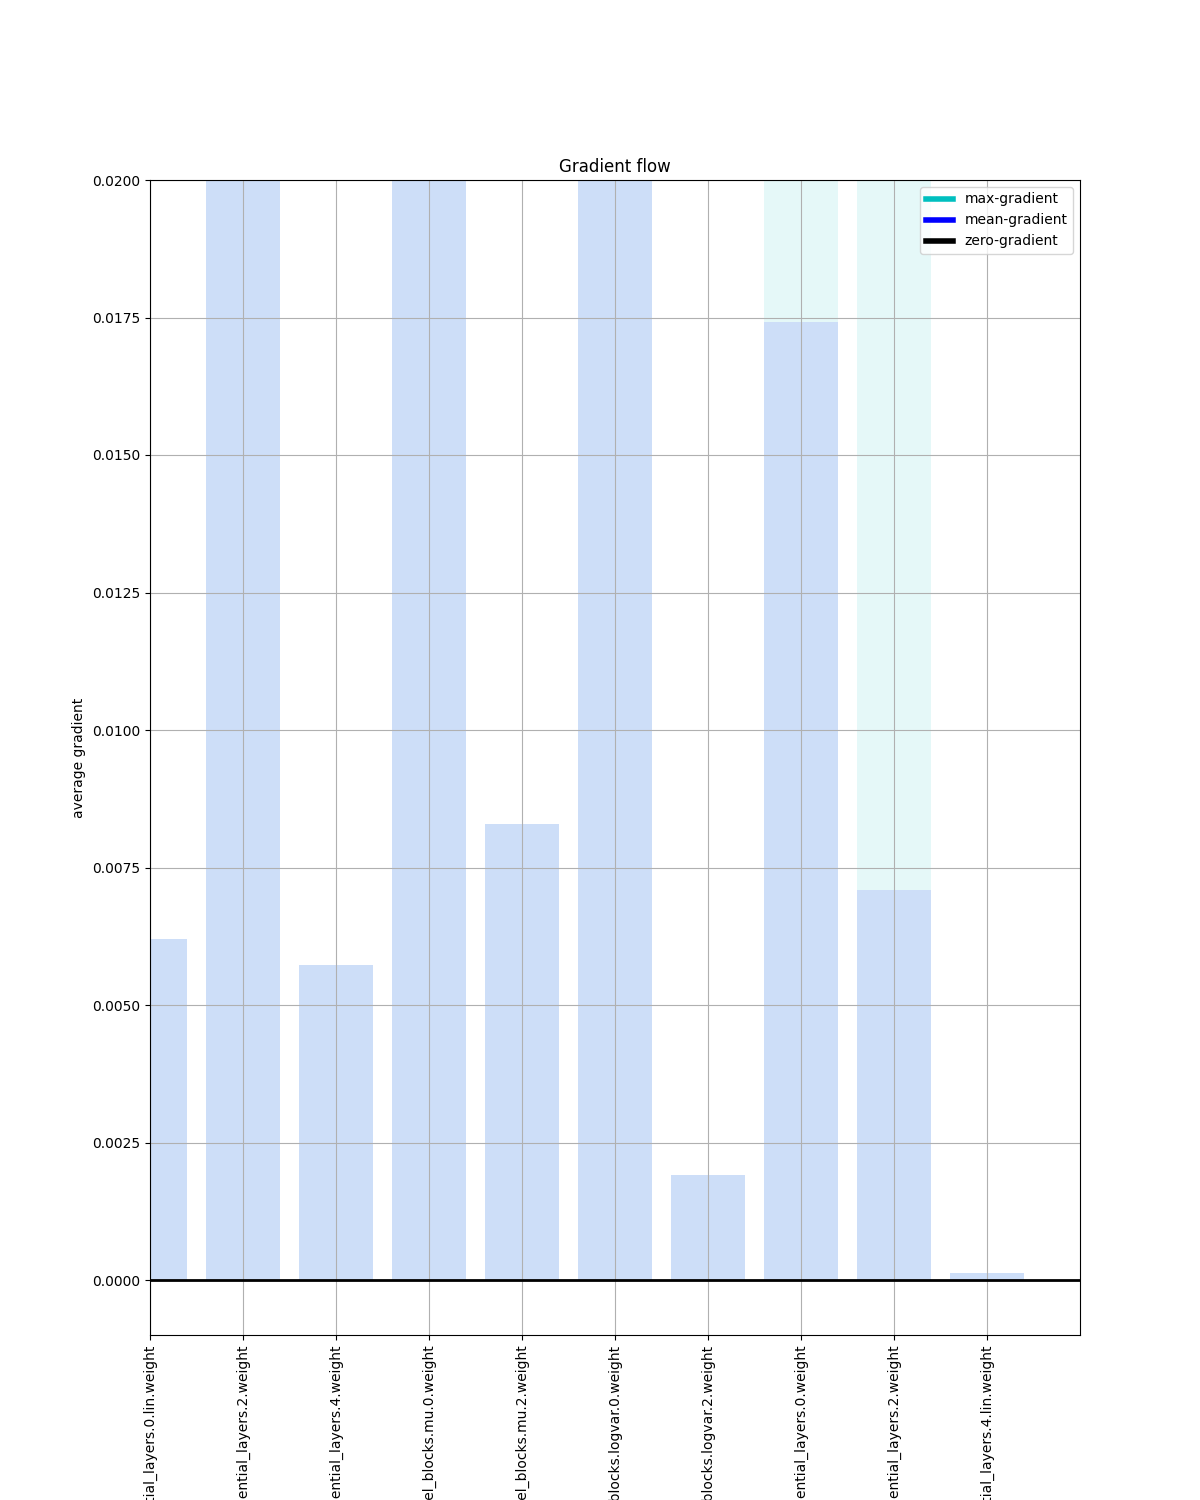 Gradient flow
max-gradient
mean-gradient
zero-gradient
0.0200
0.0175
0.0150
0.0125
0.0100
0.0075
0.0050
0.0025
0.0000
average gradient
tial_layers.0.lin.weight
ential_layers.2.weight
ential_layers.4.weight
el_blocks.mu.0.weight
el_blocks.mu.2.weight
blocks.logvar.0.weight
blocks.logvar.2.weight
ential_layers.0.weight
ential_layers.2.weight
tial_layers.4.lin.weight